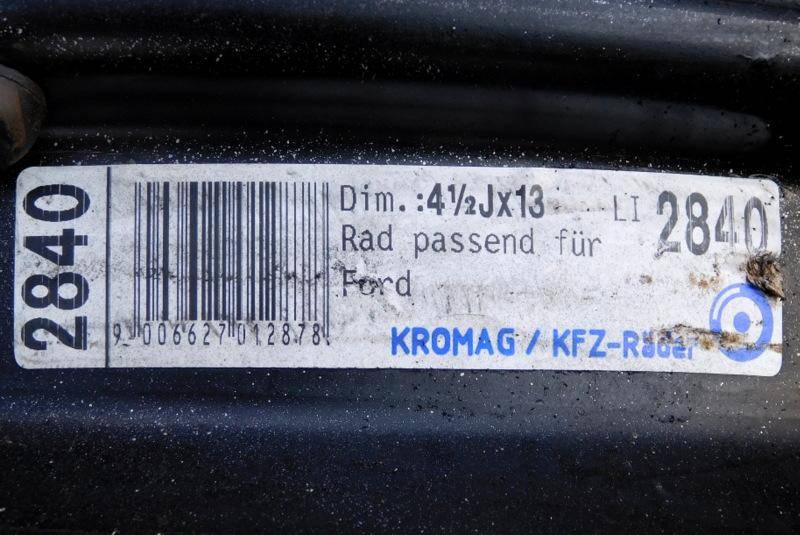 2840
9 006627 012878
Dim.:4½Jx13 LI 2840
Rad passend für
Ford
KROMAG / KFZ-Räder